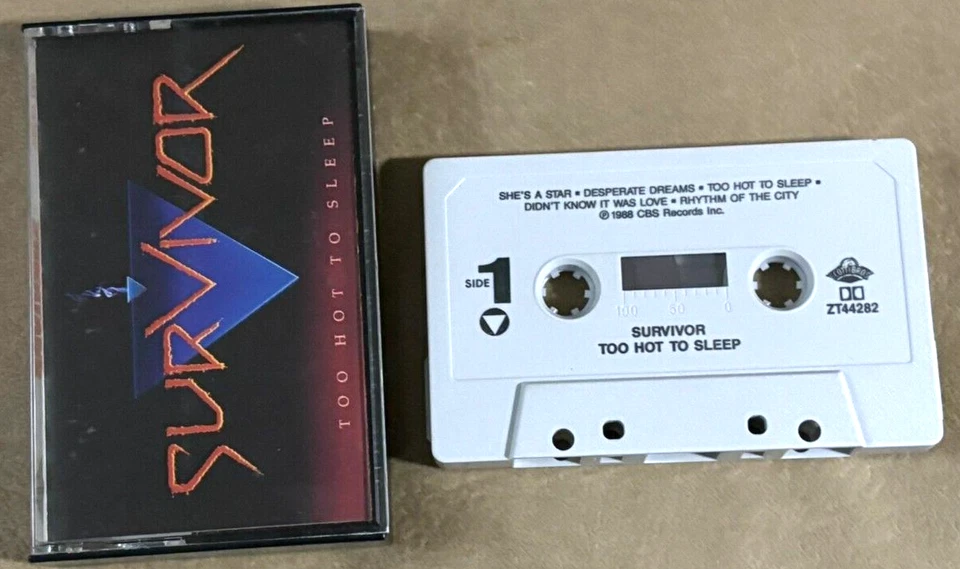 SURVIVOR
TOO HOT TO SLEEP
SHE'S A STAR ▪ DESPERATE DREAMS ▪ TOO HOT TO SLEEP ▪
DIDN'T KNOW IT WAS LOVE ▪ RHYTHM OF THE CITY
℗ 1988 CBS Records Inc.
SIDE 1
100 50 0
ZT44282
SURVIVOR
TOO HOT TO SLEEP